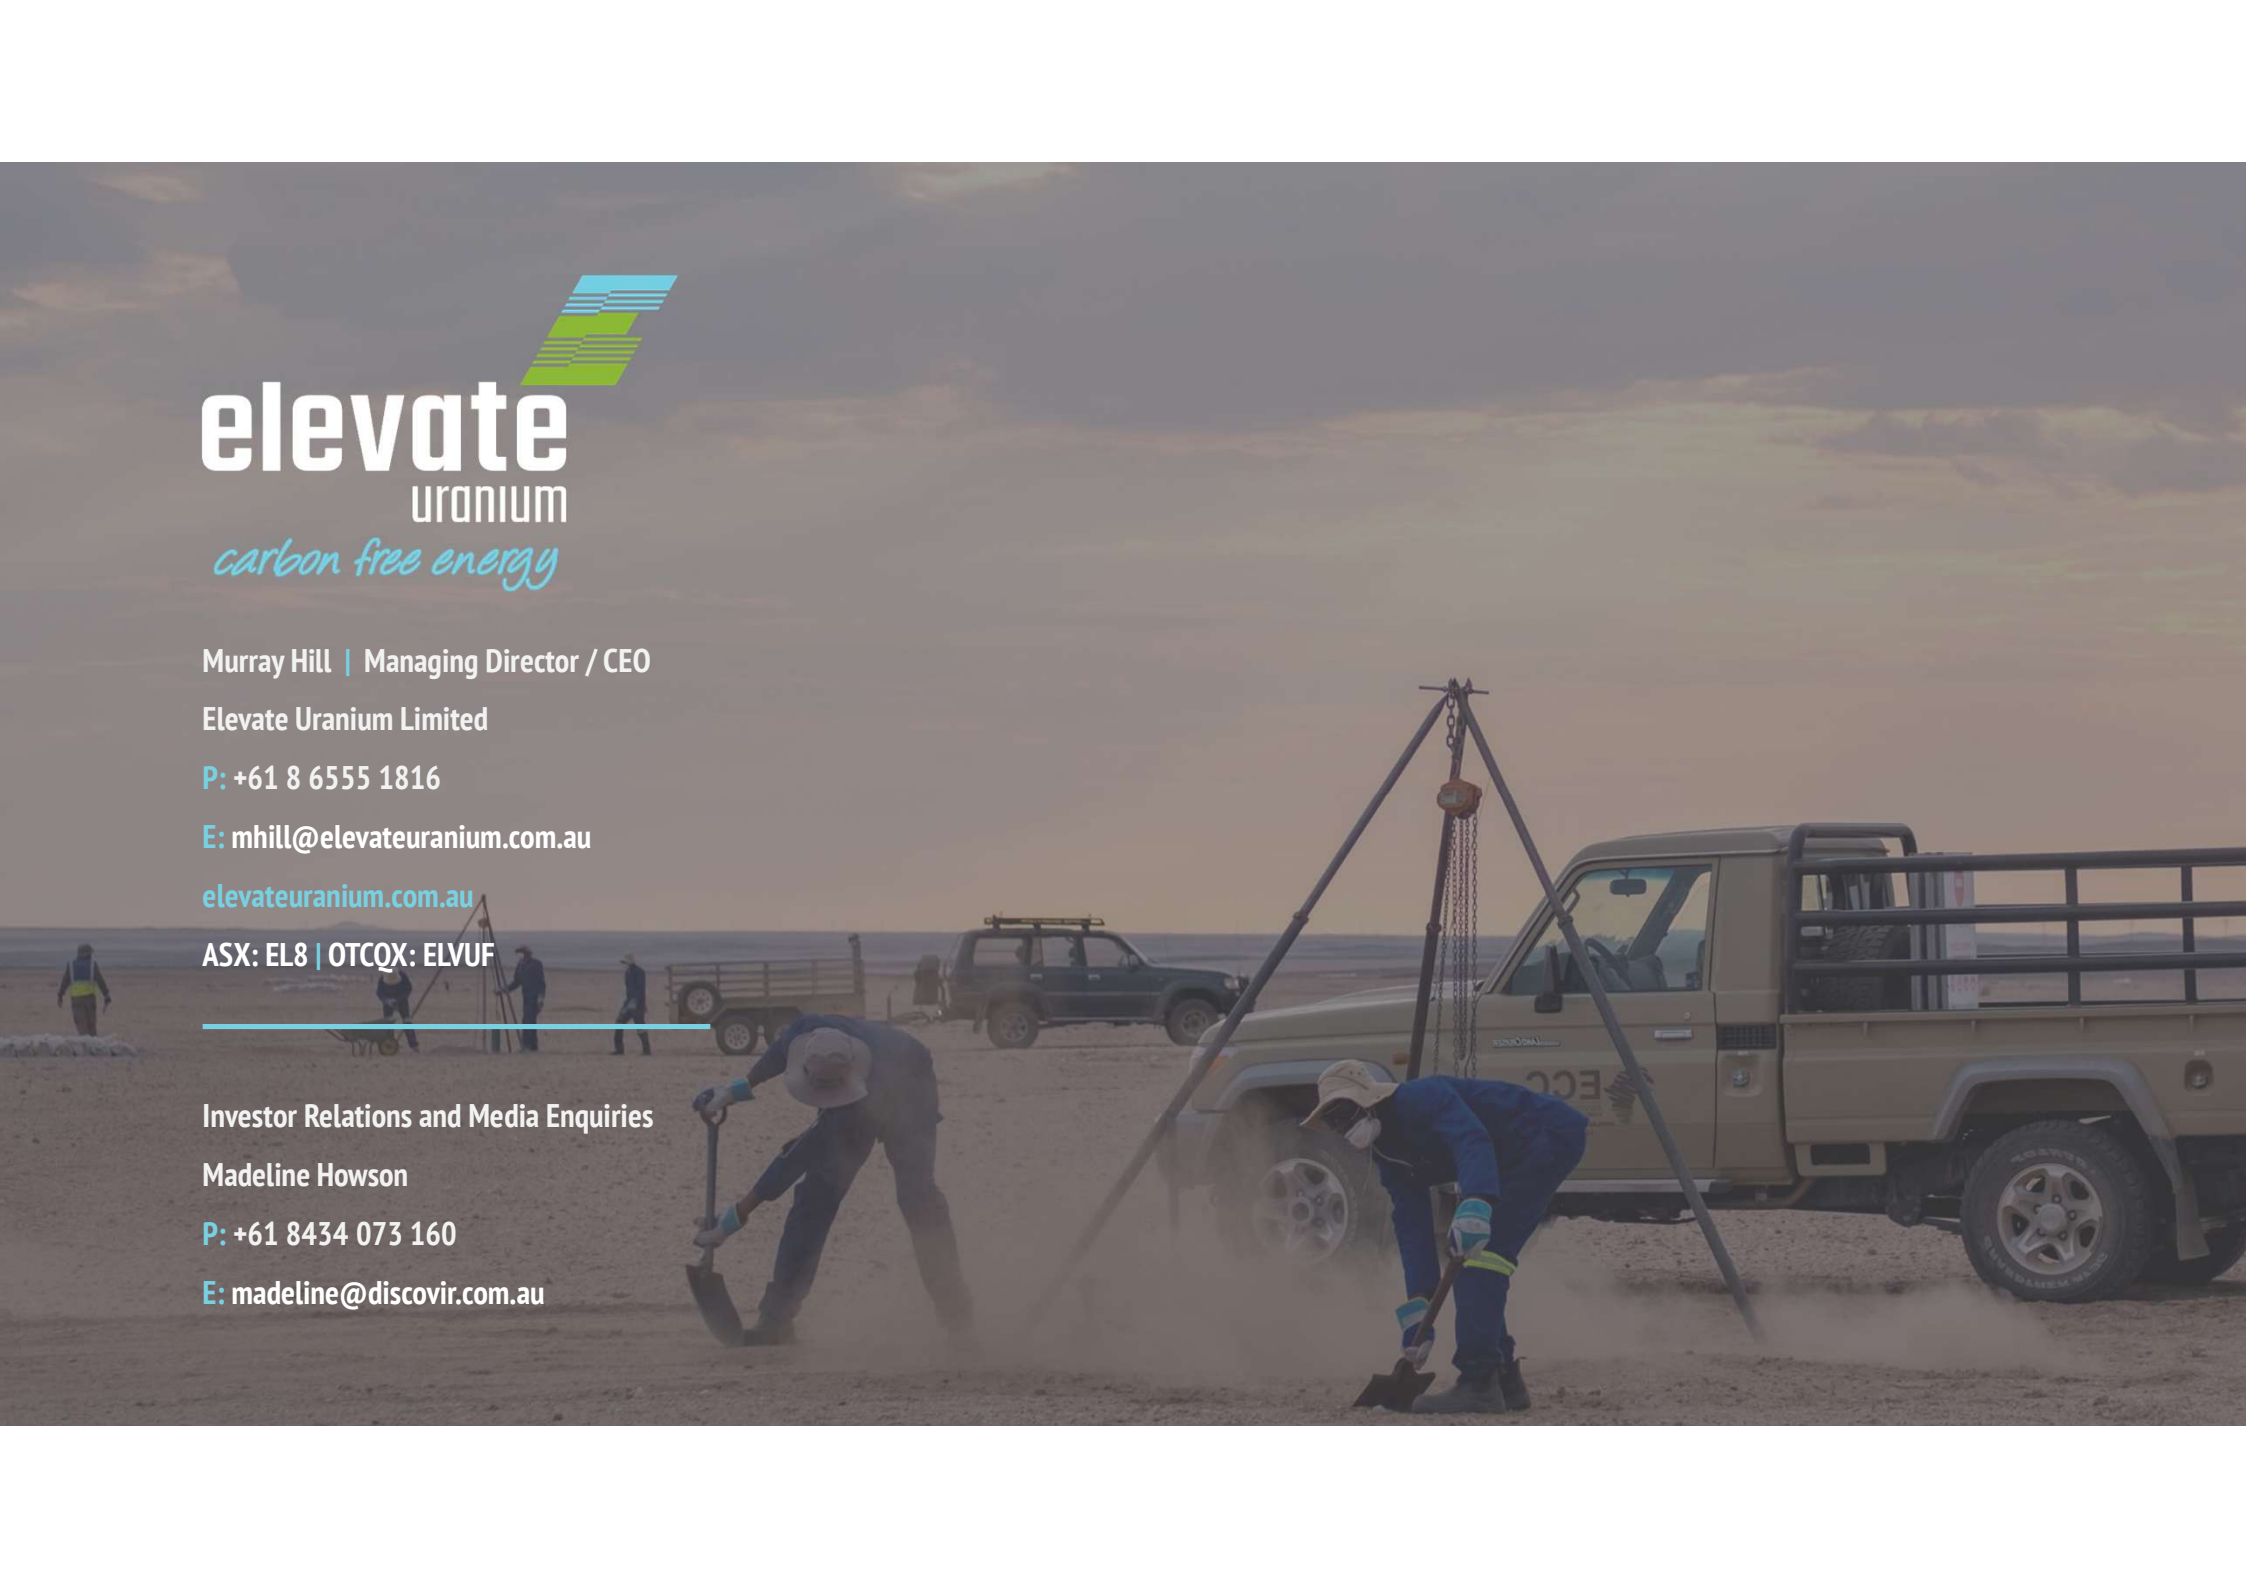 elevate
uranium
carbon free energy
Murray Hill | Managing Director / CEO
Elevate Uranium Limited
P: +61 8 6555 1816
E: mhill@elevateuranium.com.au
elevateuranium.com.au
ASX: EL8 | OTCQX: ELVUF
Investor Relations and Media Enquiries
Madeline Howson
P: +61 8434 073 160
E: madeline@discovir.com.au
ECC